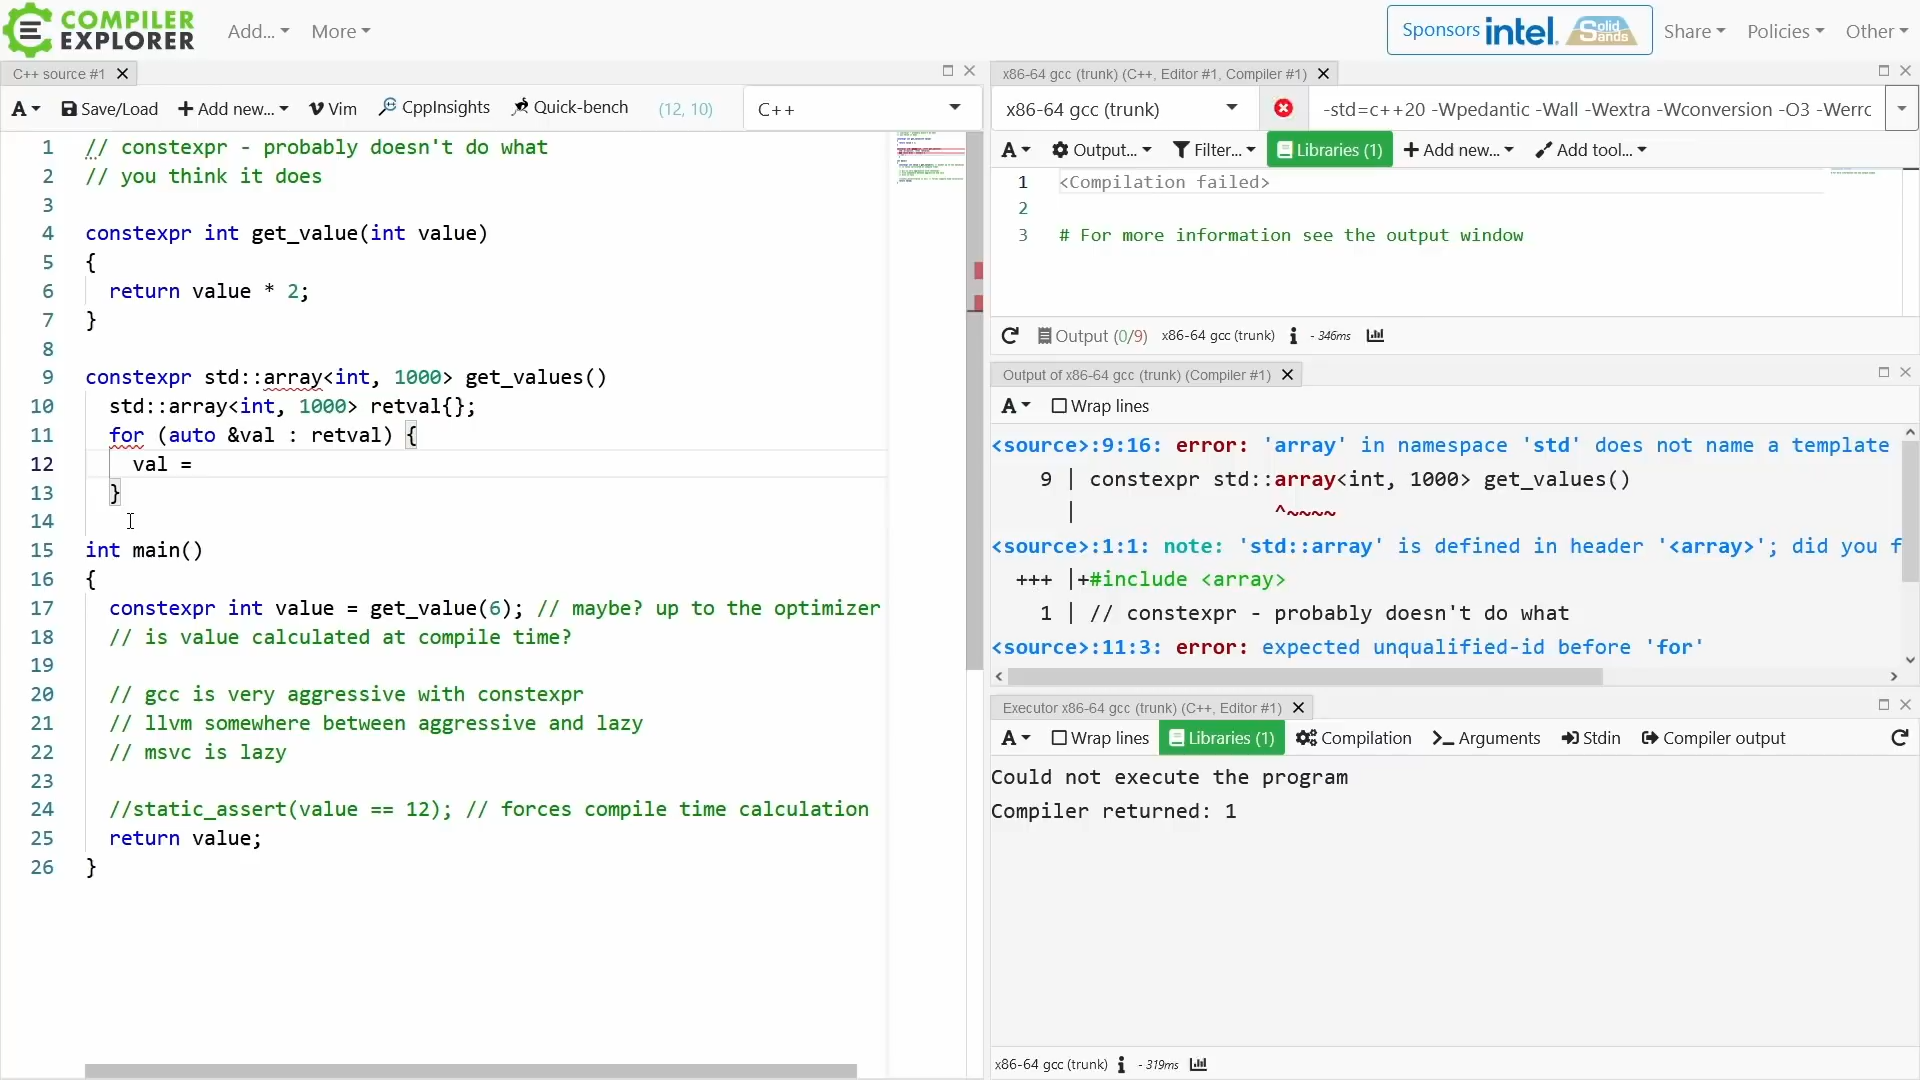 COMPILER
EXPLORER
Add...
More
Sponsors intel. Solid Sands
Share
Policies
Other
C++ source #1
A
Save/Load
Add new...
Vim
CppInsights
Quick-bench
(12, 10)
C++
1 // constexpr - probably doesn't do what
2 // you think it does
3
4 constexpr int get_value(int value)
5 {
6 return value * 2;
7 }
8
9 constexpr std::array<int, 1000> get_values()
10 std::array<int, 1000> retval{};
11 for (auto &val : retval) {
12 val =
13 }
14
15 int main()
16 {
17 constexpr int value = get_value(6); // maybe? up to the optimizer
18 // is value calculated at compile time?
19
20 // gcc is very aggressive with constexpr
21 // llvm somewhere between aggressive and lazy
22 // msvc is lazy
23
24 //static_assert(value == 12); // forces compile time calculation
25 return value;
26 }
x86-64 gcc (trunk) (C++, Editor #1, Compiler #1)
x86-64 gcc (trunk)
-std=c++20 -Wpedantic -Wall -Wextra -Wconversion -O3 -Werrc
A
Output...
Filter...
Libraries (1)
Add new...
Add tool...
1 <Compilation failed>
2
3 # For more information see the output window
Output (0/9) x86-64 gcc (trunk) - 346ms
Output of x86-64 gcc (trunk) (Compiler #1)
A Wrap lines
<source>:9:16: error: 'array' in namespace 'std' does not name a template
9 | constexpr std::array<int, 1000> get_values()
| ^~~~~
<source>:1:1: note: 'std::array' is defined in header '<array>'; did you f
+++ |+#include <array>
1 | // constexpr - probably doesn't do what
<source>:11:3: error: expected unqualified-id before 'for'
Executor x86-64 gcc (trunk) (C++, Editor #1)
A Wrap lines Libraries (1) Compilation Arguments Stdin Compiler output
Could not execute the program
Compiler returned: 1
x86-64 gcc (trunk) - 319ms